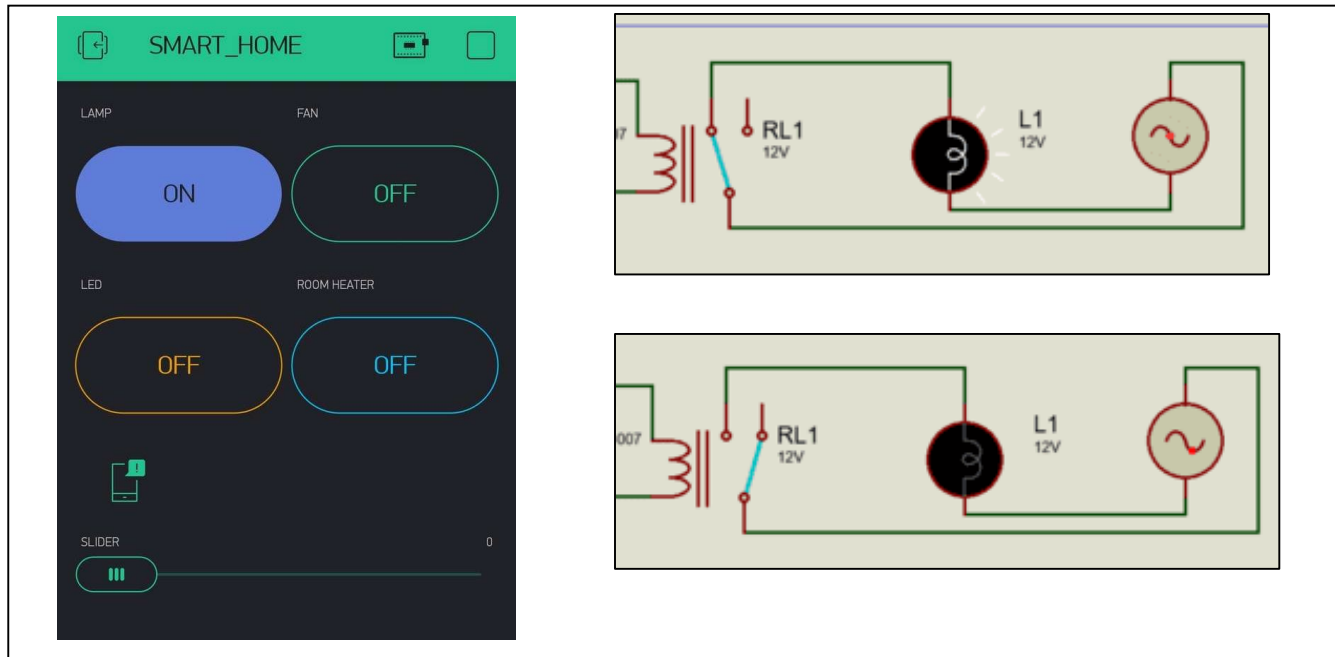 SMART_HOME
LAMP
FAN
ON
OFF
LED
ROOM HEATER
OFF
OFF
SLIDER
0
07
RL1
12V
L1
12V
007
RL1
12V
L1
12V